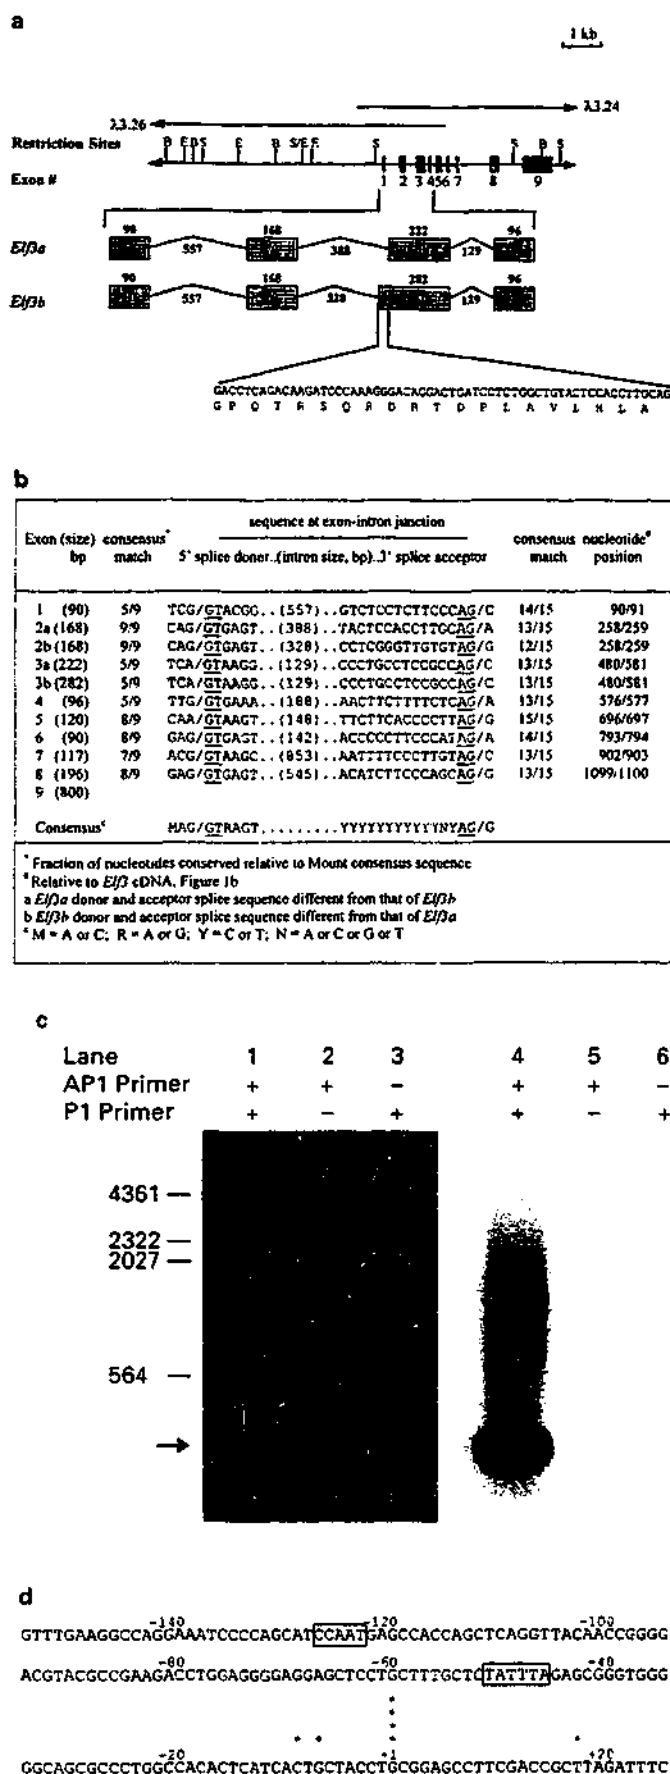 a
1 kb
λ3.24
λ3.26
Restriction Sites B E B S E B S/E E S S B S
Exon # 1 2 3 4 5 6 7 8 9
90 168 222 96
Elf3a 557 388 129
90 168 282 96
Elf3b 557 328 129
GACCTCAGACAAGATCCCAAAGGGACAGGACTGATCCTCTGGCTGTACTCCACCTTGCAG
G P Q T R S Q R D R T D P L A V L H L A
b
sequence at exon-intron junction
Exon (size) consensus* consensus nucleotide#
bp match 5' splice donor..(intron size, bp)..3' splice acceptor match position
1 (90) 5/9 TCG/GTACGG..(557)..GTCTCCTCTTCCCAG/C 14/15 90/91
2a (168) 9/9 CAG/GTGAGT..(388)..TACTCCACCTTGCAG/A 13/15 258/259
2b (168) 9/9 CAG/GTGAGT..(328)..CCTCGGGTTGTGTAG/G 12/15 258/259
3a (222) 5/9 TCA/GTAAGG..(129)..CCCTGCCTCCGCCAG/C 13/15 480/581
3b (282) 5/9 TCA/GTAAGG..(129)..CCCTGCCTCCGCCAG/C 13/15 480/581
4 (96) 5/9 TTG/GTGAAA..(188)..AACTTCTTTTCTCAG/A 13/15 576/577
5 (120) 8/9 CAA/GTAAGT..(148)..TTCTTCACCCCTTAG/G 15/15 696/697
6 (90) 8/9 GAG/GTGAGT..(142)..ACCCCCTTCCCATAG/A 14/15 793/794
7 (117) 7/9 ACG/GTAAGC..(853)..AATTTTCCCTTGTAG/C 13/15 902/903
8 (196) 8/9 GAG/GTGAGT..(545)..ACATCTTCCCAGCAG/G 13/15 1099/1100
9 (800)
Consensusc MAG/GTRAGT.........YYYYYYYYYYYNYAG/G
* Fraction of nucleotides conserved relative to Mount consensus sequence
# Relative to Elf3 cDNA, Figure 1b
a Elf3a donor and acceptor splice sequence different from that of Elf3b
b Elf3b donor and acceptor splice sequence different from that of Elf3a
c M = A or C; R = A or G; Y = C or T; N = A or C or G or T
c
Lane 1 2 3 4 5 6
AP1 Primer + + − + + −
P1 Primer + − + + − +
4361
2322
2027
564
d
-140 -120 -100
GTTTGAAGGCCAGGAAATCCCCAGCATCCAATGAGCCACCAGCTCAGGTTACAACCGGGG
-80 -60 -40
ACGTACGCCGAAGACCTGGAGGGGAGGAGCTCCTGCTTTGCTCTATTTAGAGCGGGTGGG
* * * * * * *
-20 +1 +20
GGCAGCGCCCTGGCCACACTCATCACTGCTACCTGCGGAGCCTTCGACCGCTTAGATTTC